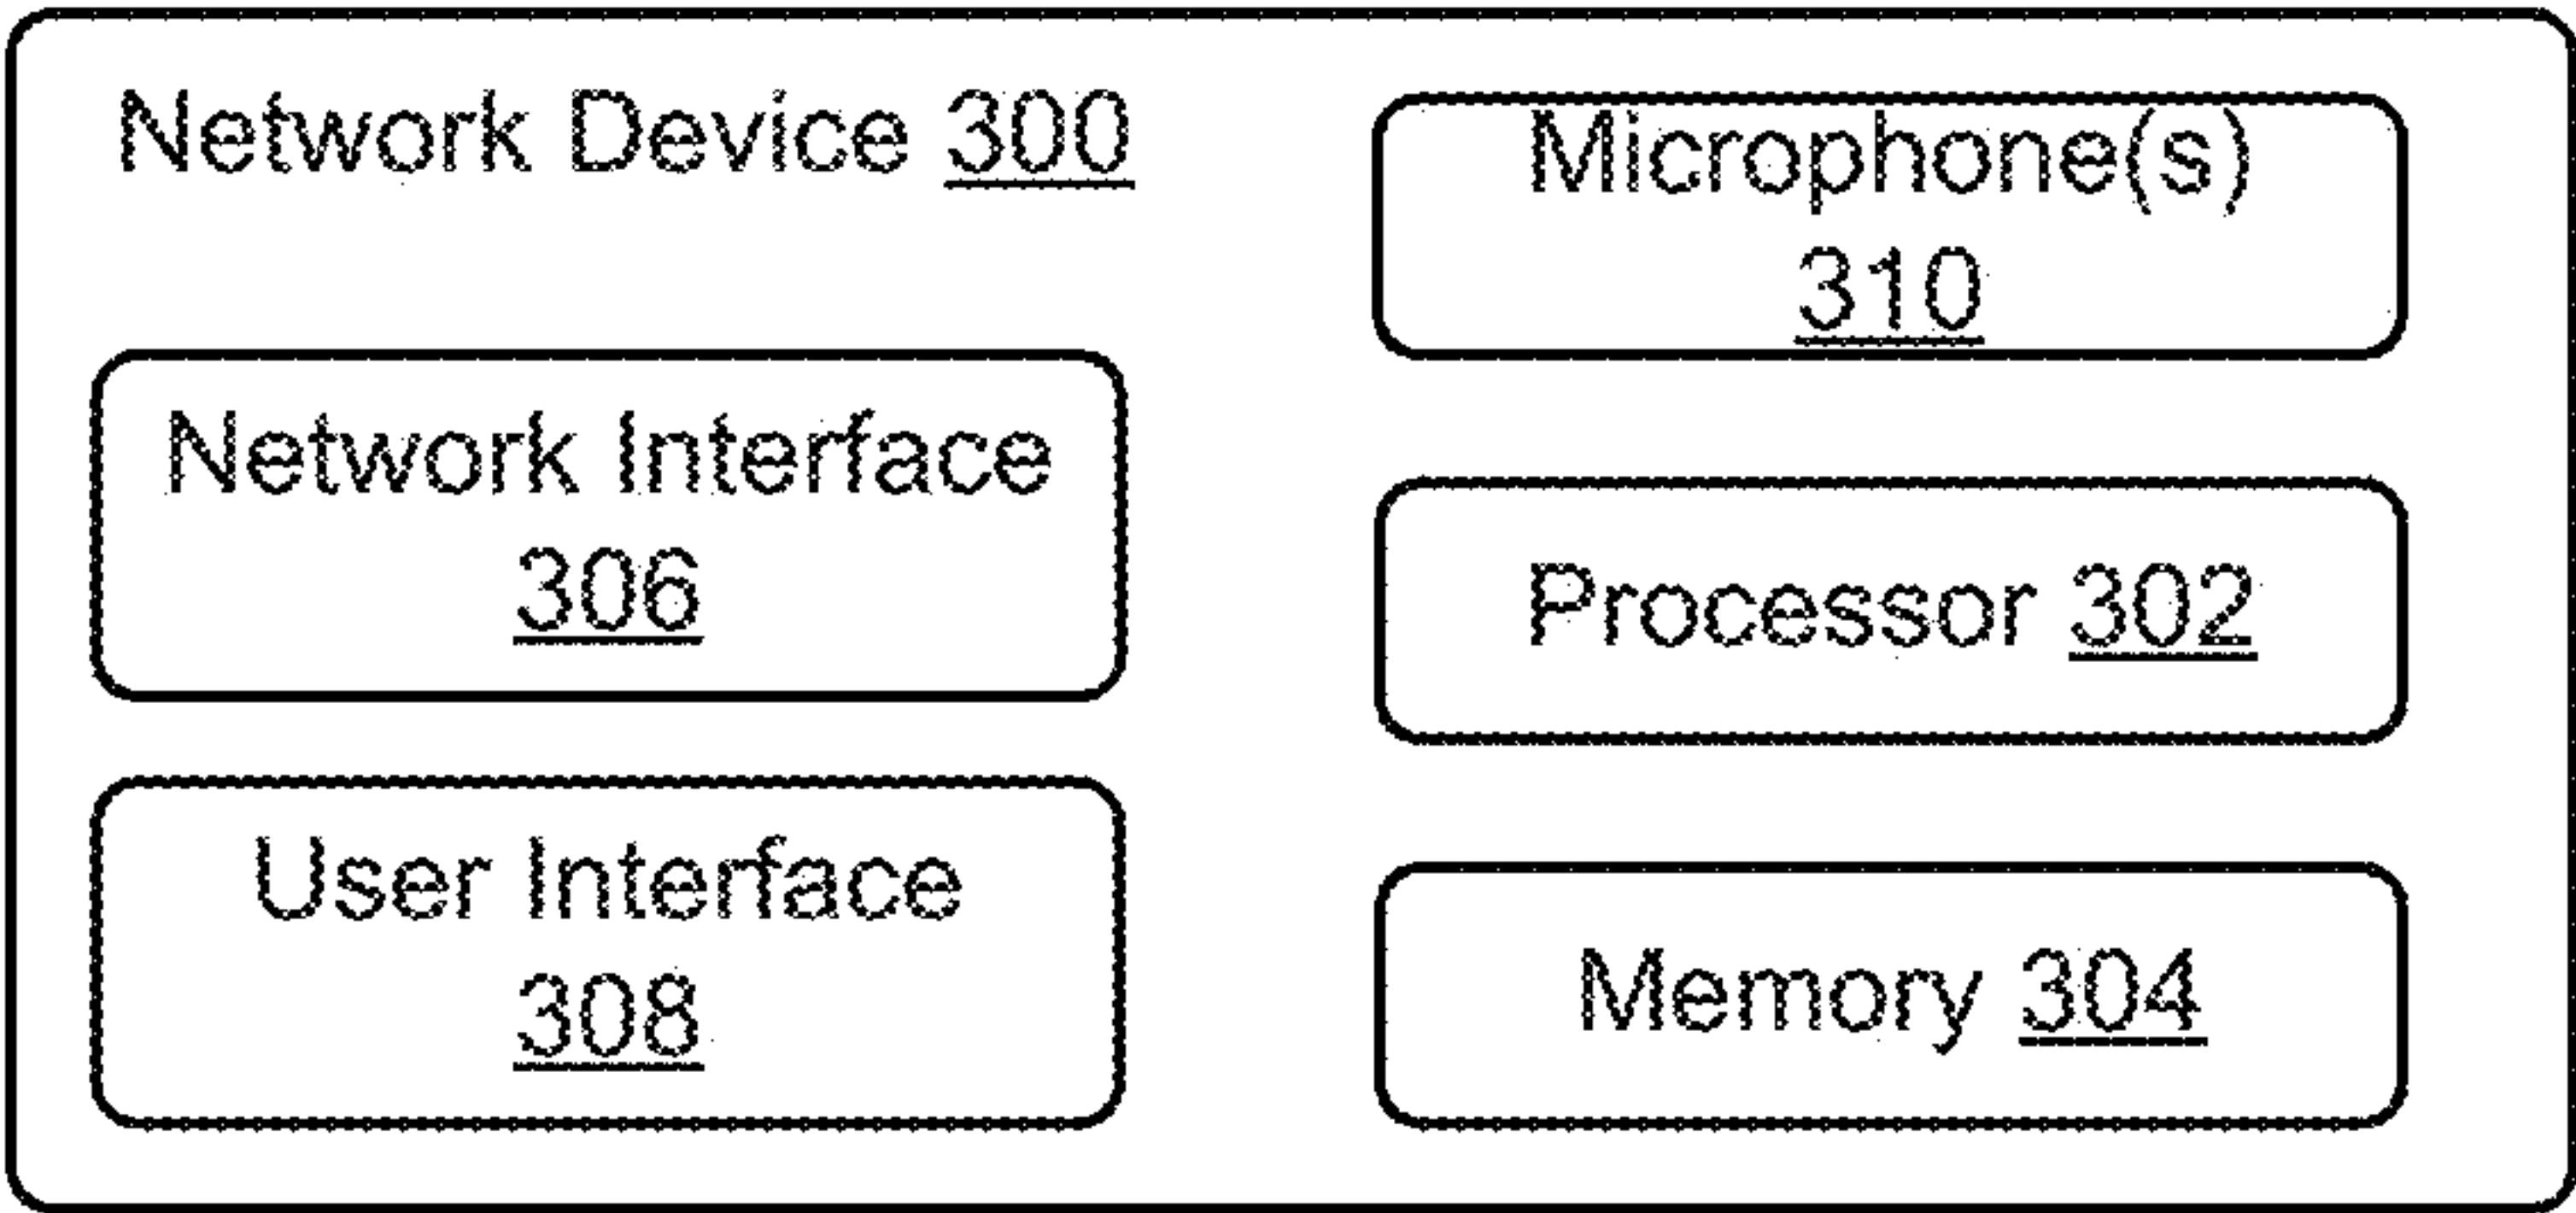 Network Device 300
Network Interface
306
User Interface
308
Microphone(s)
310
Processor 302
Memory 304